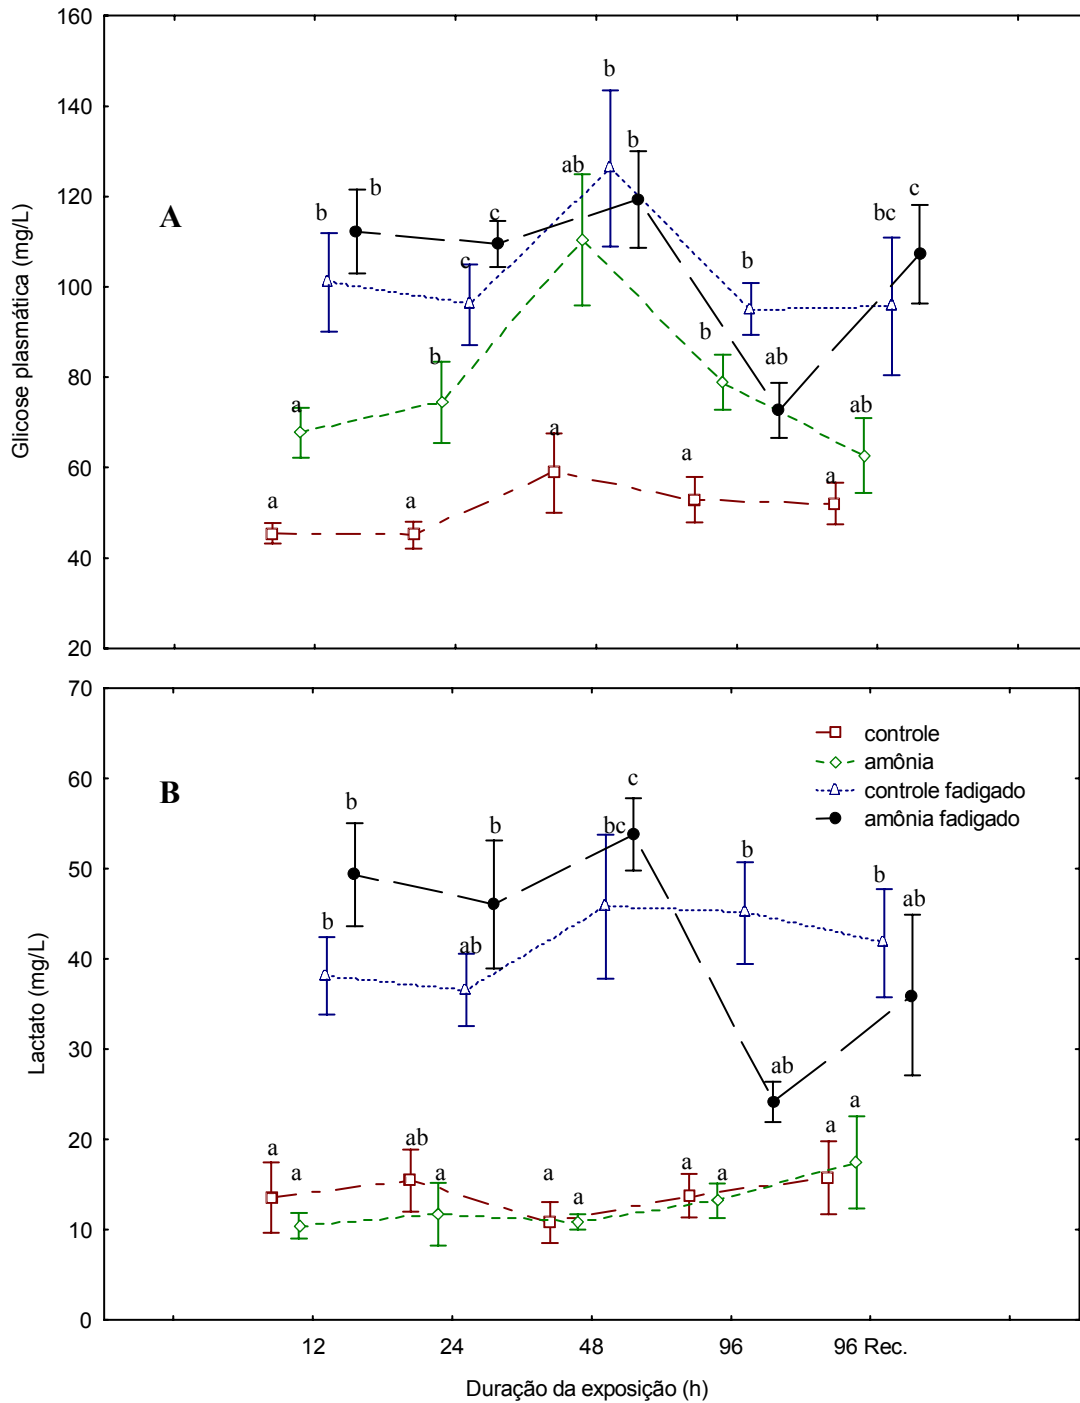 160
140
120
100
80
60
40
20
Glicose plasmática (mg/L)
A
b
b
b
c
c
ab
b
b
b
b
ab
bc
c
a
b
a
a
a
a
ab
a
70
60
50
40
30
20
10
0
Lactato (mg/L)
B
controle
amônia
controle fadigado
amônia fadigado
b
b
b
ab
c
bc
b
b
ab
ab
a
a
ab
a
a
a
a
a
a
a
12 24 48 96 96 Rec.
Duração da exposição (h)